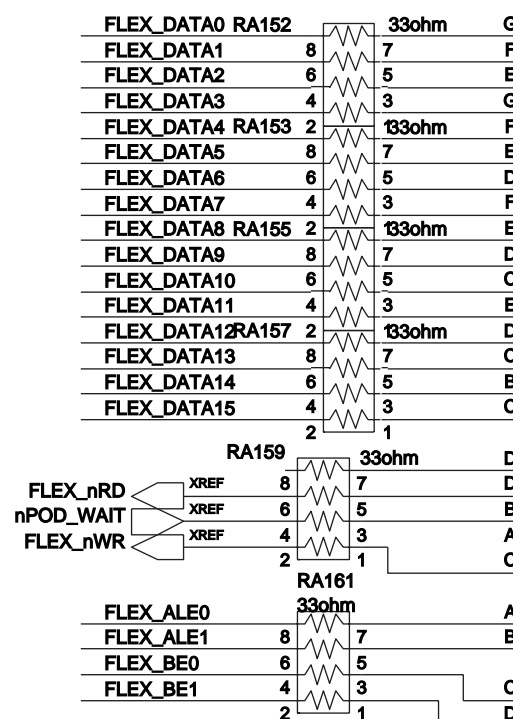 FLEX_DATA0 RA152 33ohm G
FLEX_DATA1 8 7 F
FLEX_DATA2 6 5 E
FLEX_DATA3 4 3 G
FLEX_DATA4 RA153 2 133ohm F
FLEX_DATA5 8 7 E
FLEX_DATA6 6 5 D
FLEX_DATA7 4 3 F
FLEX_DATA8 RA155 2 133ohm E
FLEX_DATA9 8 7 D
FLEX_DATA10 6 5 C
FLEX_DATA11 4 3 E
FLEX_DATA12RA157 2 133ohm D
FLEX_DATA13 8 7 C
FLEX_DATA14 6 5 B
FLEX_DATA15 4 3 C
2 1
RA159 33ohm D
FLEX_nRD XREF 8 7 D
nPOD_WAIT XREF 6 5 B
FLEX_nWR XREF 4 3 A
2 1 C
RA161
33ohm
FLEX_ALE0 A
FLEX_ALE1 8 7 B
FLEX_BE0 6 5
FLEX_BE1 4 3 C
2 1 D